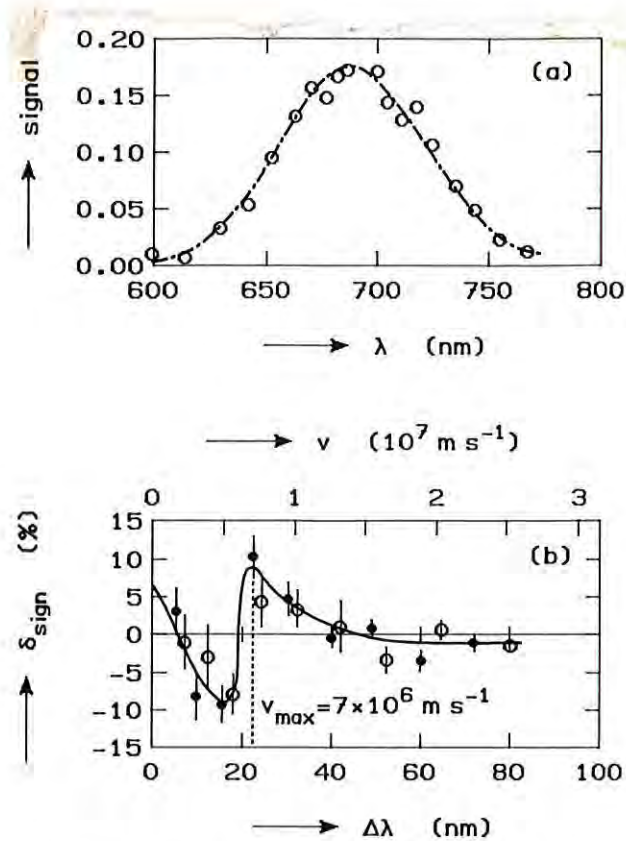 0.20
(a)
0.15
signal
0.10
0.05
0.00
600 650 700 750 800
λ (nm)
v (10⁷ m s⁻¹)
0 1 2 3
15
(b)
10
δsign (%)
5
0
-5
-10
vmax=7×10⁶ m s⁻¹
-15
0 20 40 60 80 100
Δλ (nm)